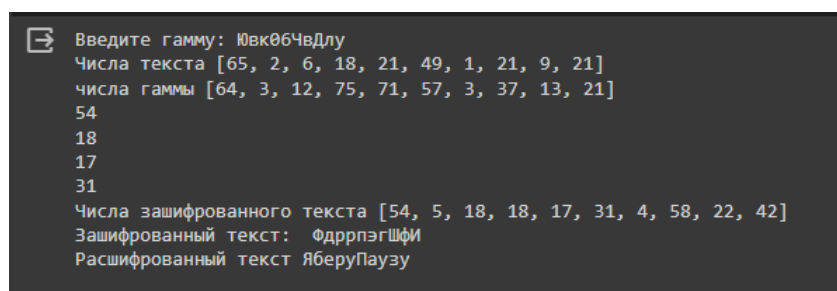 Введите гамму: Ювк06ЧвДлу
Числа текста [65, 2, 6, 18, 21, 49, 1, 21, 9, 21]
числа гаммы [64, 3, 12, 75, 71, 57, 3, 37, 13, 21]
54
18
17
31
Числа зашифрованного текста [54, 5, 18, 18, 17, 31, 4, 58, 22, 42]
Зашифрованный текст:  ФдррпэгШфИ
Расшифрованный текст ЯберуПаузу